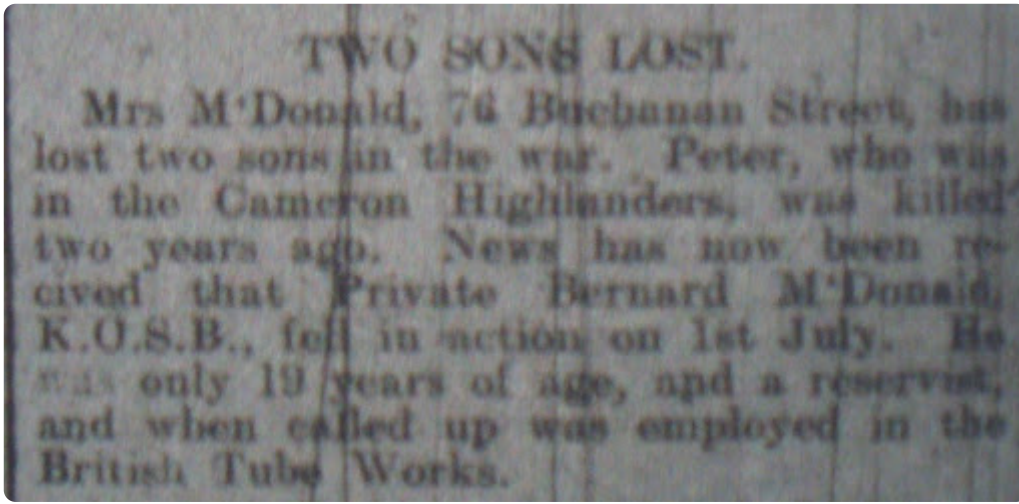 TWO SONS LOST.
Mrs M‘Donald, 76 Buchanan Street, has
lost two sons in the war. Peter, who was
in the Cameron Highlanders, was killed
two years ago. News has now been re-
cived that Private Bernard M‘Donald,
K.O.S.B., fell in action on 1st July. He
was only 19 years of age, and a reservist,
and when called up was employed in the
British Tube Works.